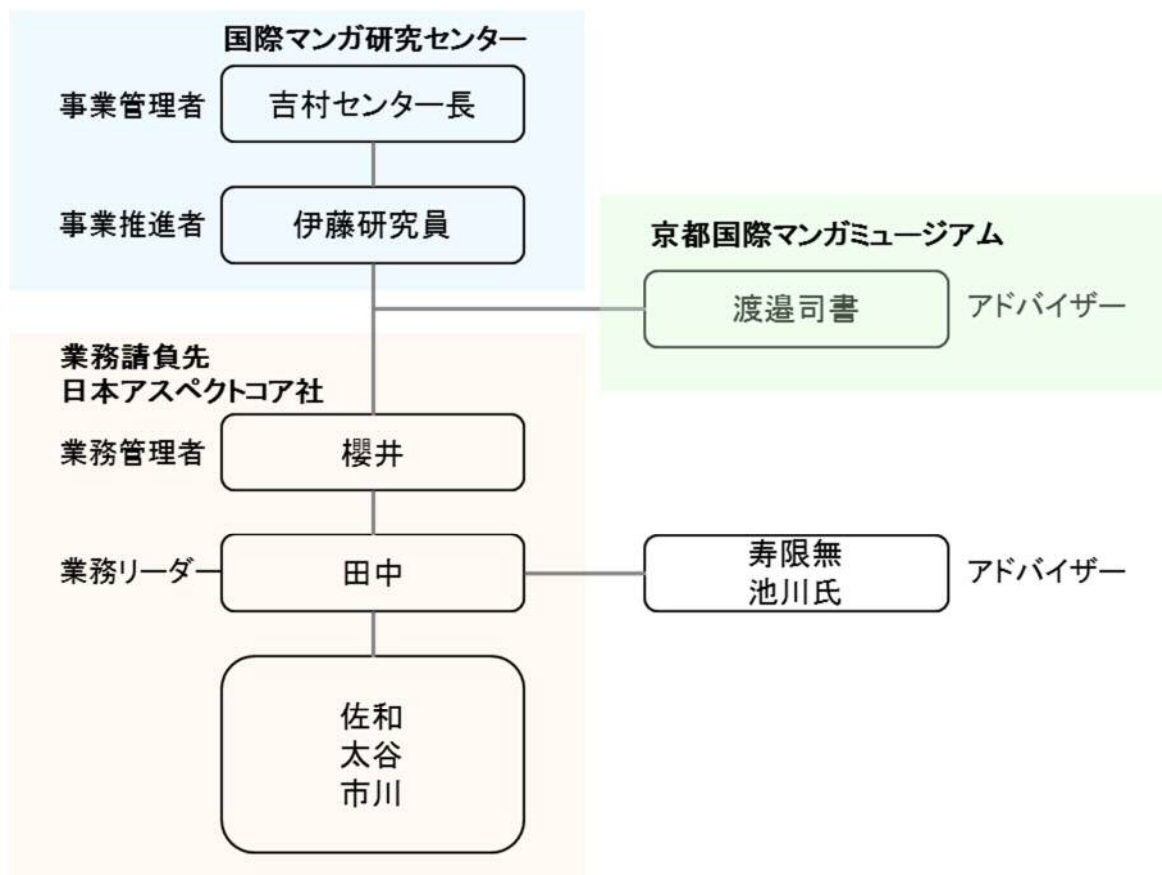 国際マンガ研究センター
事業管理者
吉村センター長
事業推進者
伊藤研究員
京都国際マンガミュージアム
渡邉司書
アドバイザー
業務請負先
日本アスペクトコア社
業務管理者
櫻井
業務リーダー
田中
寿限無
池川氏
アドバイザー
佐和
太谷
市川